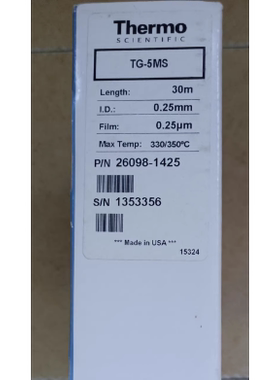 Thermo
SCIENTIFIC
TG-5MS
Length: 30m
I.D.: 0.25mm
Film: 0.25µm
Max Temp: 330/350ºC
P/N 26098-1425
S/N 1353356
*** Made in USA ***
15324